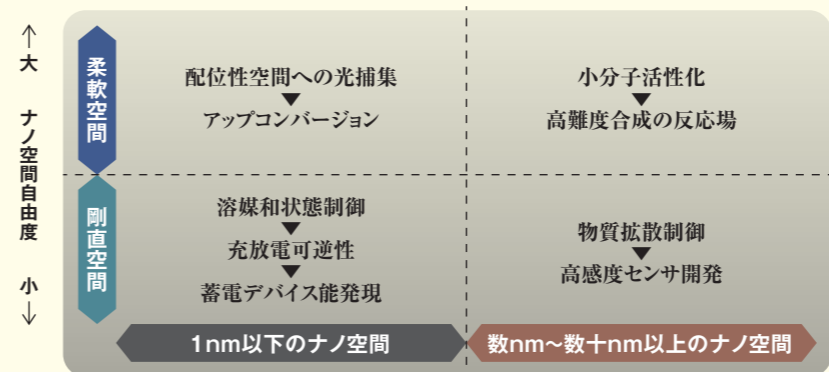 ↑
大
ナノ空間自由度
小
↓
柔軟空間
配位性空間への光捕集
▼
アップコンバージョン
小分子活性化
▼
高難度合成の反応場
剛直空間
溶媒和状態制御
▼
充放電可逆性
▼
蓄電デバイス能発現
物質拡散制御
▼
高感度センサ開発
1nm以下のナノ空間
数nm～数十nm以上のナノ空間